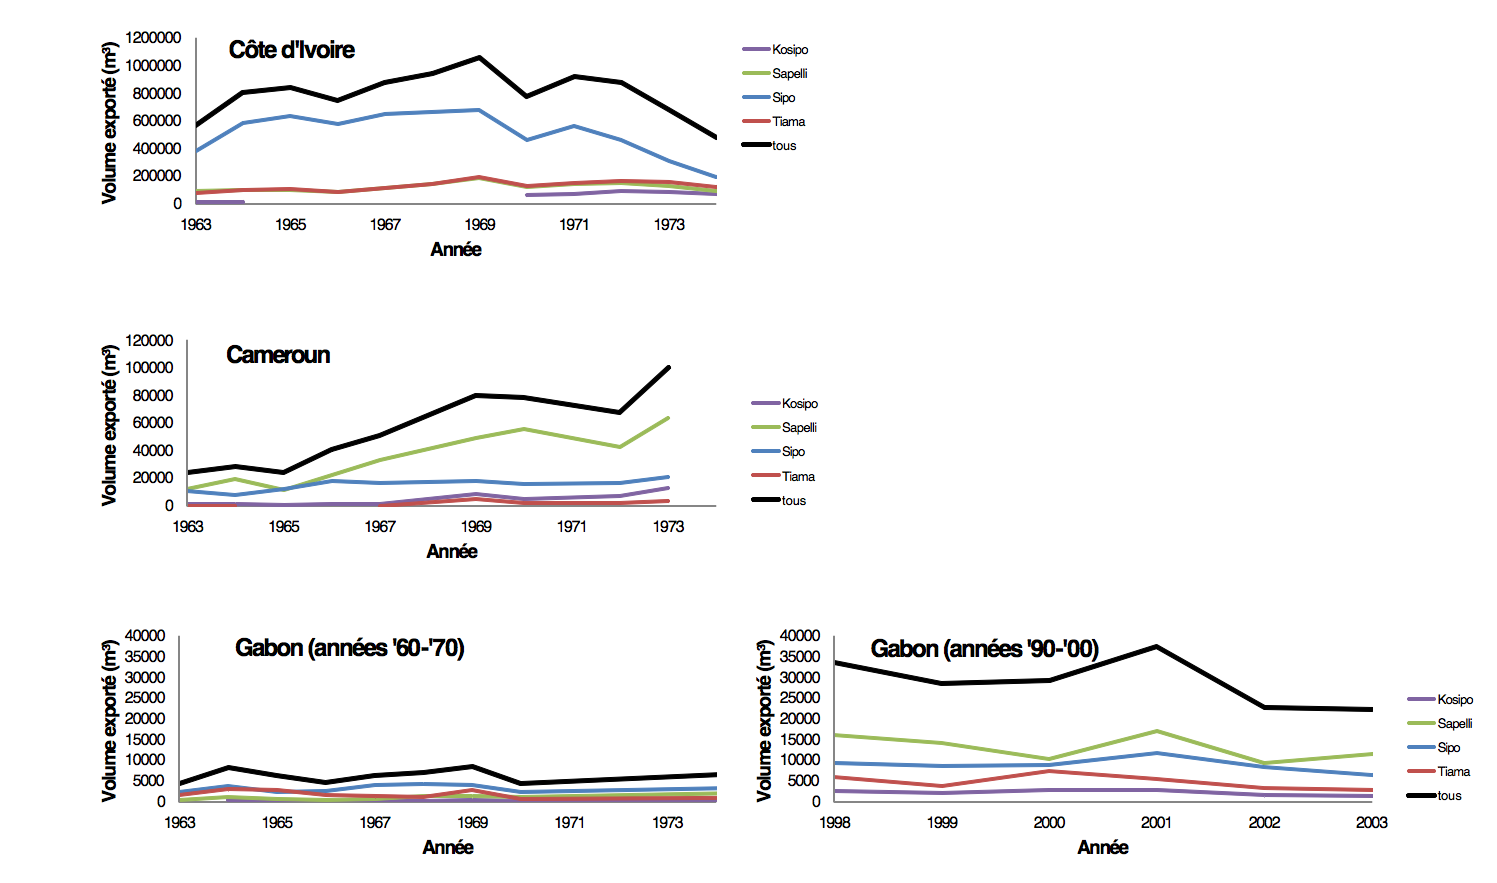 Côte d'Ivoire
Volume exporté (m³)
1200000
1000000
800000
600000
400000
200000
0
1963 1965 1967 1969 1971 1973
Année
Kosipo
Sapelli
Sipo
Tiama
tous
Cameroun
Volume exporté (m³)
120000
100000
80000
60000
40000
20000
0
1963 1965 1967 1969 1971 1973
Année
Kosipo
Sapelli
Sipo
Tiama
tous
Gabon (années '60-'70)
Volume exporté (m³)
40000
35000
30000
25000
20000
15000
10000
5000
0
1963 1965 1967 1969 1971 1973
Année
Gabon (années '90-'00)
Volume exporté (m³)
40000
35000
30000
25000
20000
15000
10000
5000
0
1998 1999 2000 2001 2002 2003
Année
Kosipo
Sapelli
Sipo
Tiama
tous